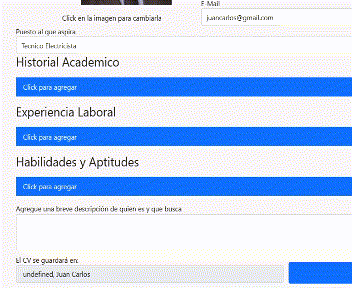 E-Mail
Click en la imagen para cambiarla
juancarlos@gmail.com
Puesto al que aspira
Tecnico Electricista
Historial Academico
Click para agregar
Experiencia Laboral
Click para agregar
Habilidades y Aptitudes
Click para agregar
Agregue una breve descripción de quien es y que busca
El CV se guardará en:
undefined, Juan Carlos